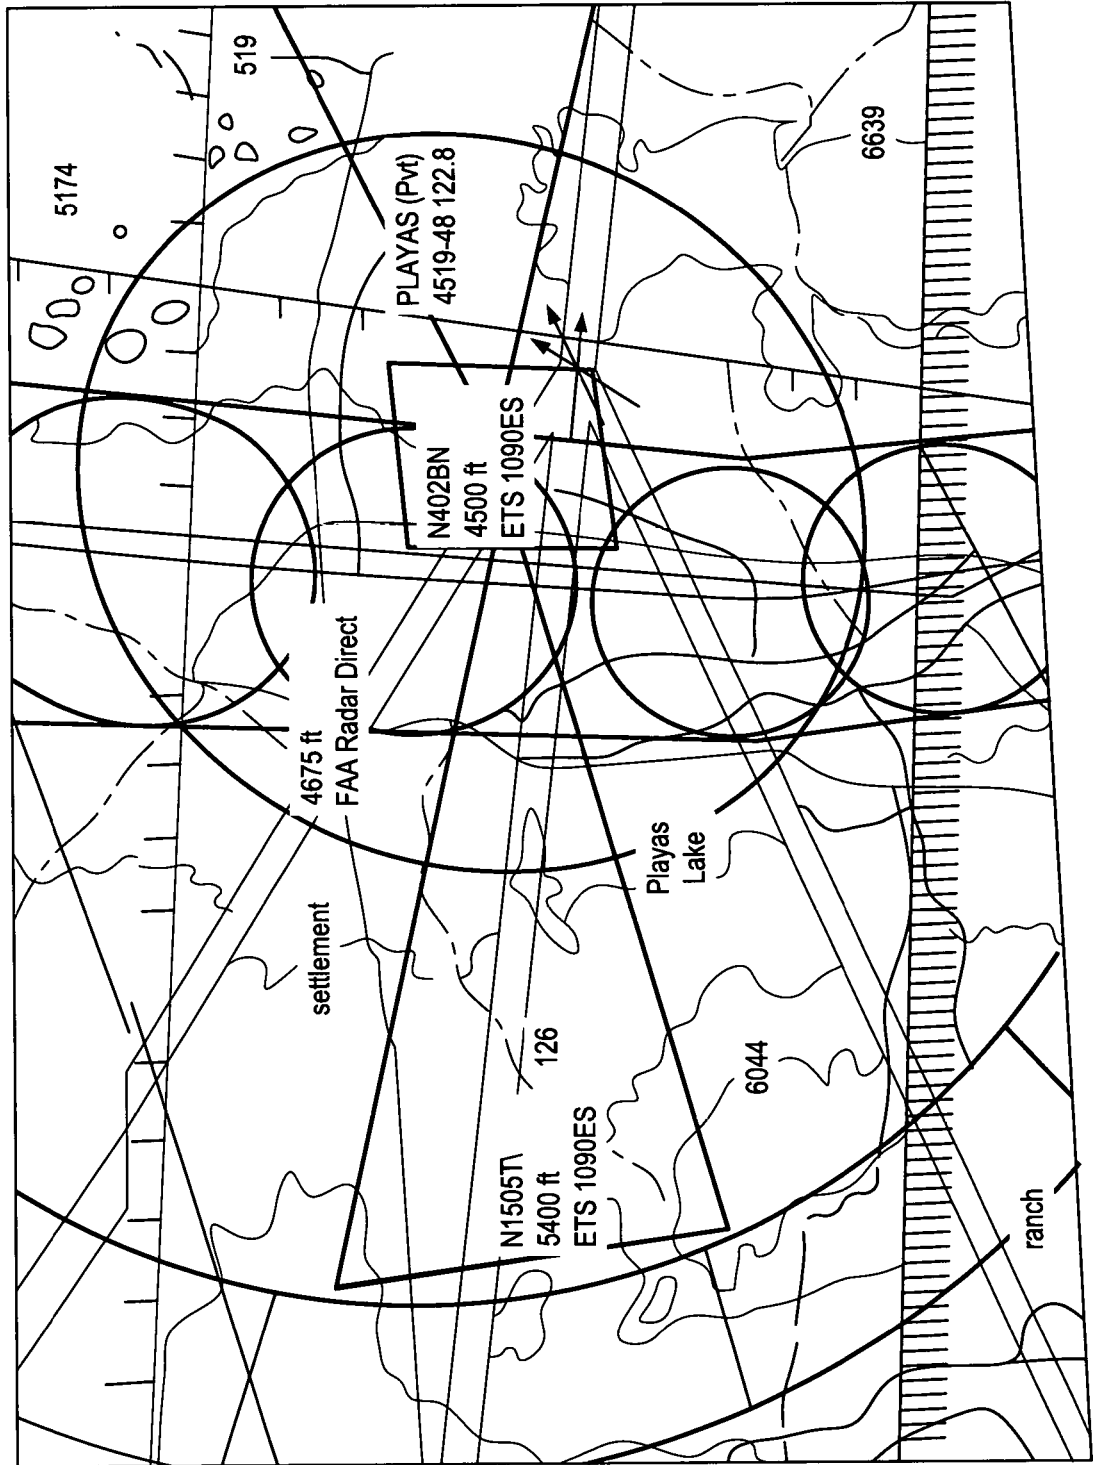 5174
519
PLAYAS (Pvt)
4519-48 122.8
6639
N402BN
4500 ft
ETS 1090ES
4675 ft
FAA Radar Direct
settlement
Playas
Lake
126
6044
N1505T\
5400 ft
ETS 1090ES
ranch